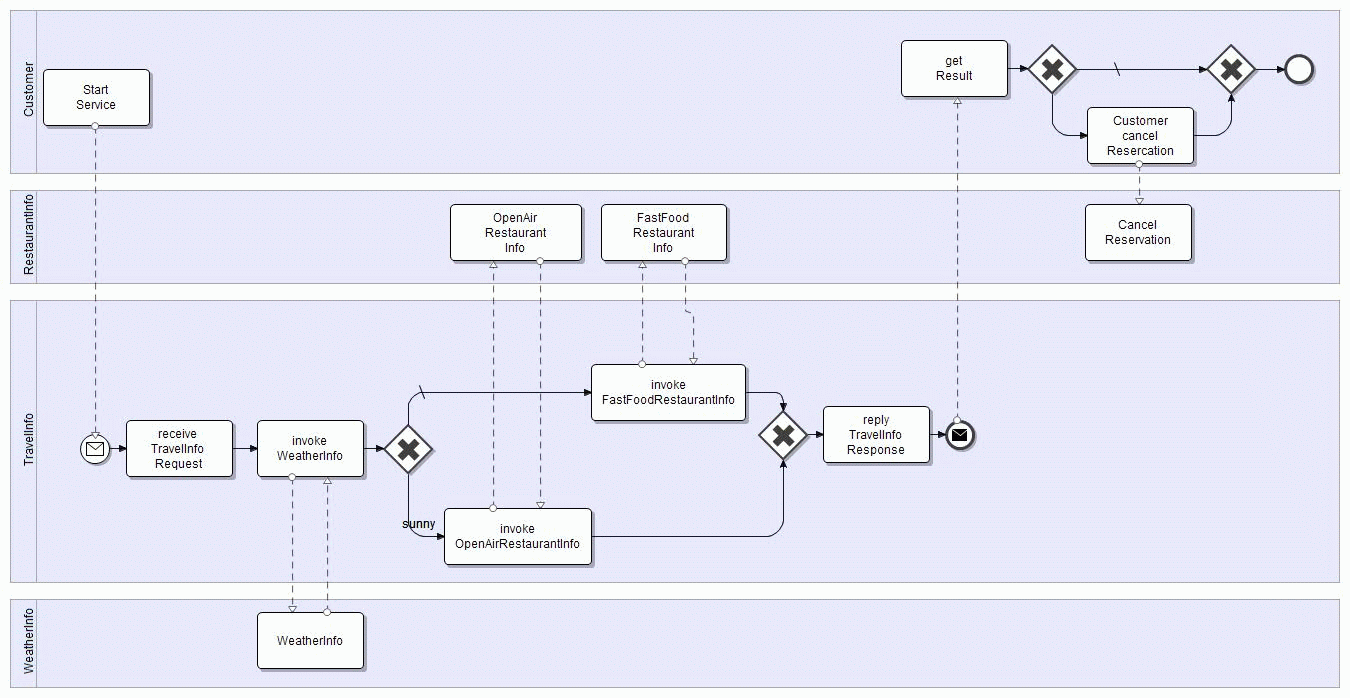 Customer
Start
Service
get
Result
Customer
cancel
Resercation
RestaurantInfo
OpenAir
Restaurant
Info
FastFood
Restaurant
Info
Cancel
Reservation
TravelInfo
receive
TravelInfo
Request
invoke
WeatherInfo
sunny
invoke
FastFoodRestaurantInfo
invoke
OpenAirRestaurantInfo
reply
TravelInfo
Response
WeatherInfo
WeatherInfo